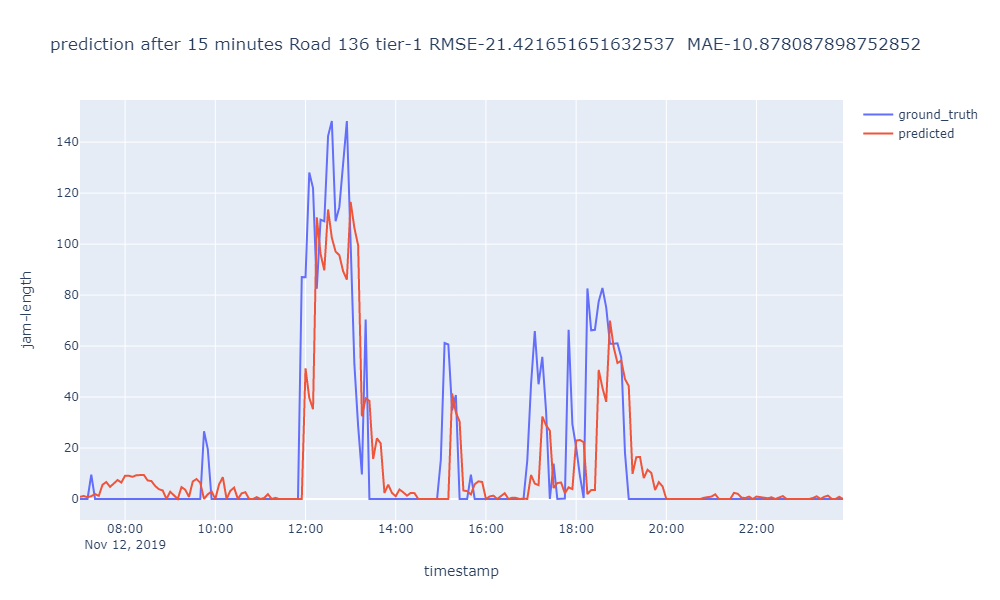 prediction after 15 minutes Road 136 tier-1 RMSE-21.421651651632537  MAE-10.878087898752852
ground_truth
predicted
140
120
100
80
60
40
20
0
jam-length
08:00 10:00 12:00 14:00 16:00 18:00 20:00 22:00
Nov 12, 2019
timestamp